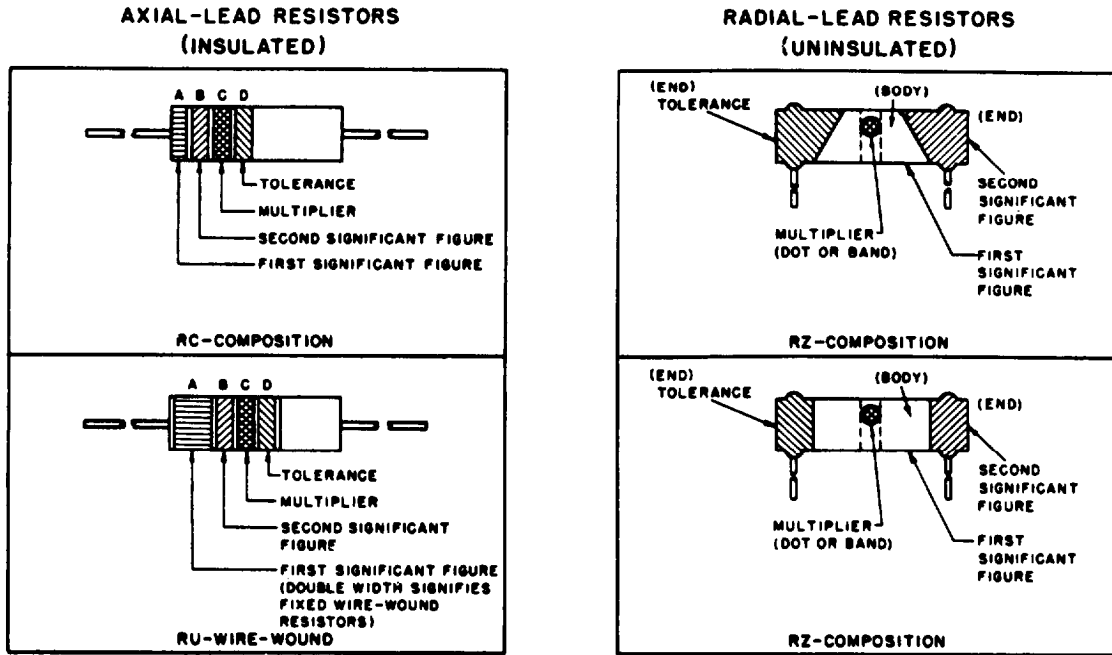 AXIAL-LEAD RESISTORS
(INSULATED)
A B C D
TOLERANCE
MULTIPLIER
SECOND SIGNIFICANT FIGURE
FIRST SIGNIFICANT FIGURE
RC-COMPOSITION
A B C D
TOLERANCE
MULTIPLIER
SECOND SIGNIFICANT
FIGURE
FIRST SIGNIFICANT FIGURE
(DOUBLE WIDTH SIGNIFIES
FIXED WIRE-WOUND
RESISTORS)
RU-WIRE-WOUND
RADIAL-LEAD RESISTORS
(UNINSULATED)
(END)
TOLERANCE
(BODY)
(END)
SECOND
SIGNIFICANT
FIGURE
MULTIPLIER
(DOT OR BAND)
FIRST
SIGNIFICANT
FIGURE
RZ-COMPOSITION
(END)
TOLERANCE
(BODY)
(END)
SECOND
SIGNIFICANT
FIGURE
MULTIPLIER
(DOT OR BAND)
FIRST
SIGNIFICANT
FIGURE
RZ-COMPOSITION